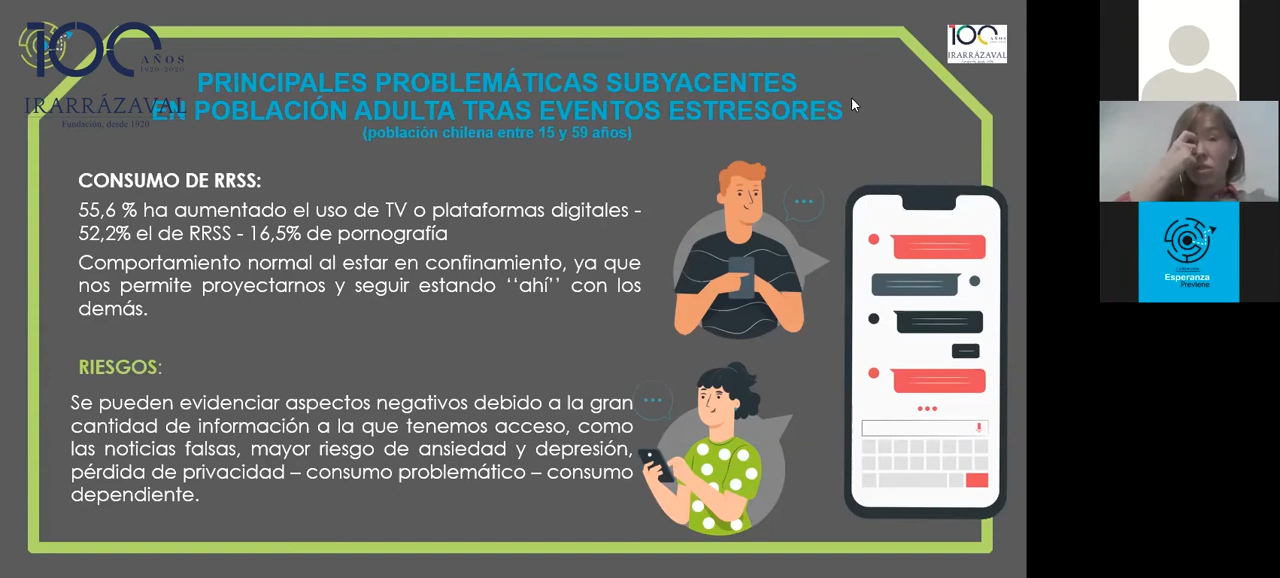 100
AÑOS
1920-2020
IRARRÁZAVAL
Fundación, desde 1920
100
AÑOS
IRARRÁZAVAL
PRINCIPALES PROBLEMÁTICAS SUBYACENTES
EN POBLACIÓN ADULTA TRAS EVENTOS ESTRESORES
(población chilena entre 15 y 59 años)
CONSUMO DE RRSS:
55,6 % ha aumentado el uso de TV o plataformas digitales -
52,2% el de RRSS - 16,5% de pornografía
Comportamiento normal al estar en confinamiento, ya que
nos permite proyectarnos y seguir estando ‘‘ahí’’ con los
demás.
RIESGOS:
Se pueden evidenciar aspectos negativos debido a la gran
cantidad de información a la que tenemos acceso, como
las noticias falsas, mayor riesgo de ansiedad y depresión,
pérdida de privacidad – consumo problemático – consumo
dependiente.
Esperanza
Previene